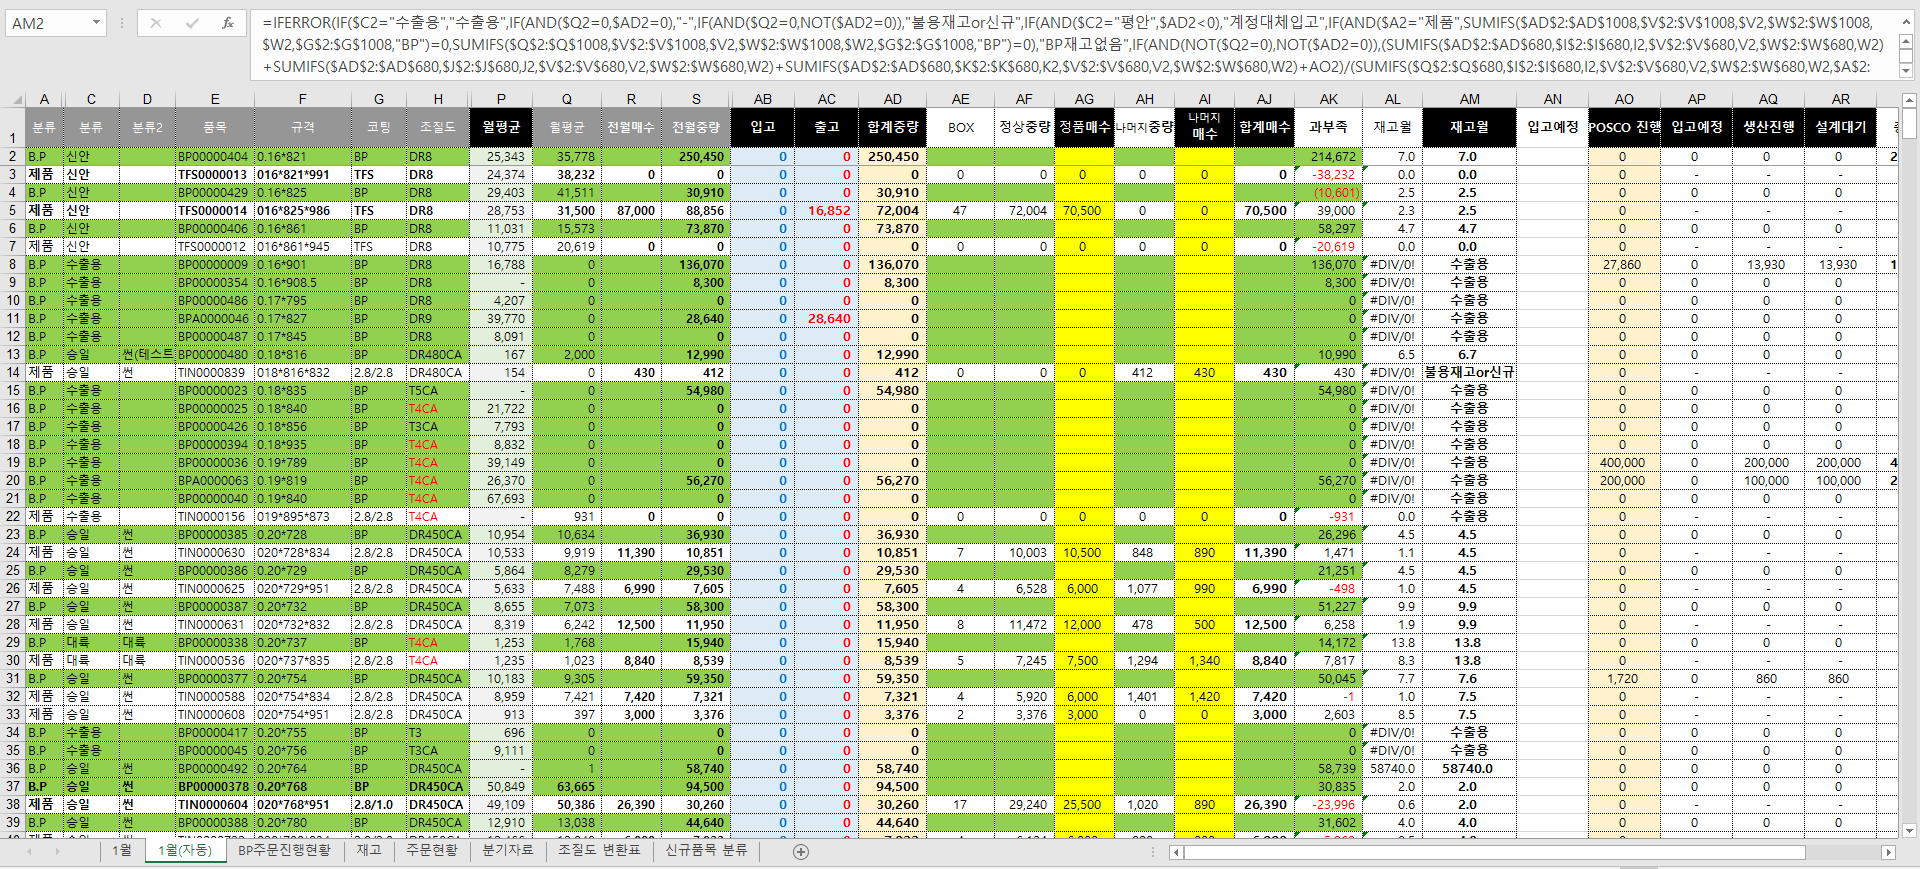 AM2
fx
=IFERROR(IF($C2="수출용","수출용",IF(AND($Q2=0,$AD2=0),"-",IF(AND($Q2=0,NOT($AD2=0)),"불용재고or신규",IF(AND($C2="평안",$AD2<0),"계정대체입고",IF(AND($A2="제품",SUMIFS($AD$2:$AD$1008,$V$2:$V$1008,$V2,$W$2:$W$1008,
$W2,$G$2:$G$1008,"BP")=0,SUMIFS($Q$2:$Q$1008,$V$2:$V$1008,$V2,$W$2:$W$1008,$W2,$G$2:$G$1008,"BP")=0),"BP재고없음",IF(AND(NOT($Q2=0),NOT($AD2=0)),(SUMIFS($AD$2:$AD$680,$I$2:$I$680,I2,$V$2:$V$680,V2,$W$2:$W$680,W2)
+SUMIFS($AD$2:$AD$680,$J$2:$J$680,J2,$V$2:$V$680,V2,$W$2:$W$680,W2)+SUMIFS($AD$2:$AD$680,$K$2:$K$680,K2,$V$2:$V$680,V2,$W$2:$W$680,W2)+AO2)/(SUMIFS($Q$2:$Q$680,$I$2:$I$680,I2,$V$2:$V$680,V2,$W$2:$W$680,W2,$A$2:
A C D E F G H P Q R S AB AC AD AE AF AG AH AI AJ AK AL AM AN AO AP AQ AR
1 분류 분류 분류2 품목 규격 코팅 조질도 월평균 월평균 전월매수 전월중량 입고 출고 합계중량 BOX 정상중량 정품매수 나머지중량 나머지 매수 합계매수 과부족 재고월 재고월 입고예정 POSCO 진행 입고예정 생산진행 설계대기
2 B.P 신안 BP00000404 0.16*821 BP DR8 25,343 35,778 250,450 0 0 250,450 214,672 7.0 7.0 0 0 0 0 2
3 제품 신안 TFS0000013 016*821*991 TFS DR8 24,374 38,232 0 0 0 0 0 0 0 0 0 0 0 -38,232 0.0 0.0 0 - - -
4 B.P 신안 BP00000429 0.16*825 BP DR8 29,403 41,511 30,910 0 0 30,910 (10,601) 2.5 2.5 0 0 0 0
5 제품 신안 TFS0000014 016*825*986 TFS DR8 28,753 31,500 87,000 88,856 0 16,852 72,004 47 72,004 70,500 0 0 70,500 39,000 2.3 2.5 0 - - -
6 B.P 신안 BP00000406 0.16*861 BP DR8 11,031 15,573 73,870 0 0 73,870 58,297 4.7 4.7 0 0 0 0
7 제품 신안 TFS0000012 016*861*945 TFS DR8 10,775 20,619 0 0 0 0 0 0 0 0 0 0 0 -20,619 0.0 0.0 0 - - -
8 B.P 수출용 BP00000009 0.16*901 BP DR8 16,788 0 136,070 0 0 136,070 136,070 #DIV/0! 수출용 27,860 0 13,930 13,930 1
9 B.P 수출용 BP00000354 0.16*908.5 BP DR8 - 0 8,300 0 0 8,300 8,300 #DIV/0! 수출용 0 0 0 0
10 B.P 수출용 BP00000486 0.17*795 BP DR8 4,207 0 0 0 0 0 0 #DIV/0! 수출용 0 0 0 0
11 B.P 수출용 BPA0000046 0.17*827 BP DR9 39,770 0 28,640 0 28,640 0 0 #DIV/0! 수출용 0 0 0 0
12 B.P 수출용 BP00000487 0.17*845 BP DR8 8,091 0 0 0 0 0 0 #DIV/0! 수출용 0 0 0 0
13 B.P 승일 썬(테스트 BP00000480 0.18*816 BP DR480CA 167 2,000 12,990 0 0 12,990 10,990 6.5 6.7 0 0 0 0
14 제품 승일 썬 TIN0000839 018*816*832 2.8/2.8 DR480CA 154 0 430 412 0 0 412 0 0 0 412 430 430 430 #DIV/0! 불용재고or신규 0 - - -
15 B.P 수출용 BP00000023 0.18*835 BP T5CA - 0 54,980 0 0 54,980 54,980 #DIV/0! 수출용 0 0 0 0
16 B.P 수출용 BP00000025 0.18*840 BP T4CA 21,722 0 0 0 0 0 0 #DIV/0! 수출용 0 0 0 0
17 B.P 수출용 BP00000426 0.18*856 BP T3CA 7,793 0 0 0 0 0 0 #DIV/0! 수출용 0 0 0 0
18 B.P 수출용 BP00000394 0.18*935 BP T4CA 8,832 0 0 0 0 0 0 #DIV/0! 수출용 0 0 0 0
19 B.P 수출용 BP00000036 0.19*789 BP T4CA 39,149 0 0 0 0 0 0 #DIV/0! 수출용 400,000 0 200,000 200,000 4
20 B.P 수출용 BPA0000063 0.19*819 BP T4CA 26,370 0 56,270 0 0 56,270 56,270 #DIV/0! 수출용 200,000 0 100,000 100,000 2
21 B.P 수출용 BP00000040 0.19*840 BP T4CA 67,693 0 0 0 0 0 0 #DIV/0! 수출용 0 0 0 0
22 제품 수출용 TIN0000156 019*895*873 2.8/2.8 T4CA - 931 0 0 0 0 0 0 0 0 0 0 0 -931 0.0 수출용 0 - - -
23 B.P 승일 썬 BP00000385 0.20*728 BP DR450CA 10,954 10,634 36,930 0 0 36,930 26,296 4.5 4.5 0 0 0 0
24 제품 승일 썬 TIN0000630 020*728*834 2.8/2.8 DR450CA 10,533 9,919 11,390 10,851 0 0 10,851 7 10,003 10,500 848 890 11,390 1,471 1.1 4.5 0 - - -
25 B.P 승일 썬 BP00000386 0.20*729 BP DR450CA 5,864 8,279 29,530 0 0 29,530 21,251 4.5 4.5 0 0 0 0
26 제품 승일 썬 TIN0000625 020*729*951 2.8/2.8 DR450CA 5,633 7,488 6,990 7,605 0 0 7,605 4 6,528 6,000 1,077 990 6,990 -498 1.0 4.5 0 - - -
27 B.P 승일 썬 BP00000387 0.20*732 BP DR450CA 8,655 7,073 58,300 0 0 58,300 51,227 9.9 9.9 0 0 0 0
28 제품 승일 썬 TIN0000631 020*732*832 2.8/2.8 DR450CA 8,319 6,242 12,500 11,950 0 0 11,950 8 11,472 12,000 478 500 12,500 6,258 1.9 9.9 0 - - -
29 B.P 대륙 대륙 BP00000338 0.20*737 BP T4CA 1,253 1,768 15,940 0 0 15,940 14,172 13.8 13.8 0 0 0 0
30 제품 대륙 대륙 TIN0000536 020*737*835 2.8/2.8 T4CA 1,235 1,023 8,840 8,539 0 0 8,539 5 7,245 7,500 1,294 1,340 8,840 7,817 8.3 13.8 0 - - -
31 B.P 승일 썬 BP00000377 0.20*754 BP DR450CA 10,183 9,305 59,350 0 0 59,350 50,045 7.7 7.6 1,720 0 860 860
32 제품 승일 썬 TIN0000588 020*754*834 2.8/2.8 DR450CA 8,959 7,421 7,420 7,321 0 0 7,321 4 5,920 6,000 1,401 1,420 7,420 -1 1.0 7.5 0 - - -
33 제품 승일 썬 TIN0000608 020*754*951 2.8/2.8 DR450CA 913 397 3,000 3,376 0 0 3,376 2 3,376 3,000 0 0 3,000 2,603 8.5 7.5 0 - - -
34 B.P 수출용 BP00000417 0.20*755 BP T3 696 0 0 0 0 0 0 #DIV/0! 수출용 0 0 0 0
35 B.P 수출용 BP00000045 0.20*756 BP T3CA 9,111 0 0 0 0 0 0 #DIV/0! 수출용 0 0 0 0
36 B.P 승일 썬 BP00000492 0.20*764 BP DR450CA - 1 58,740 0 0 58,740 58,739 58740.0 58740.0 0 0 0 0
37 B.P 승일 썬 BP00000378 0.20*768 BP DR450CA 50,849 63,665 94,500 0 0 94,500 30,835 2.0 2.0 0 0 0 0
38 제품 승일 썬 TIN0000604 020*768*951 2.8/1.0 DR450CA 49,109 50,386 26,390 30,260 0 0 30,260 17 29,240 25,500 1,020 890 26,390 -23,996 0.6 2.0 0 - - -
39 B.P 승일 썬 BP00000388 0.20*780 BP DR450CA 12,910 13,038 44,640 0 0 44,640 31,602 4.0 4.0 0 0 0 0
1월 1월(자동) BP주문진행현황 재고 주문현황 분기자료 조질도 변환표 신규품목 분류